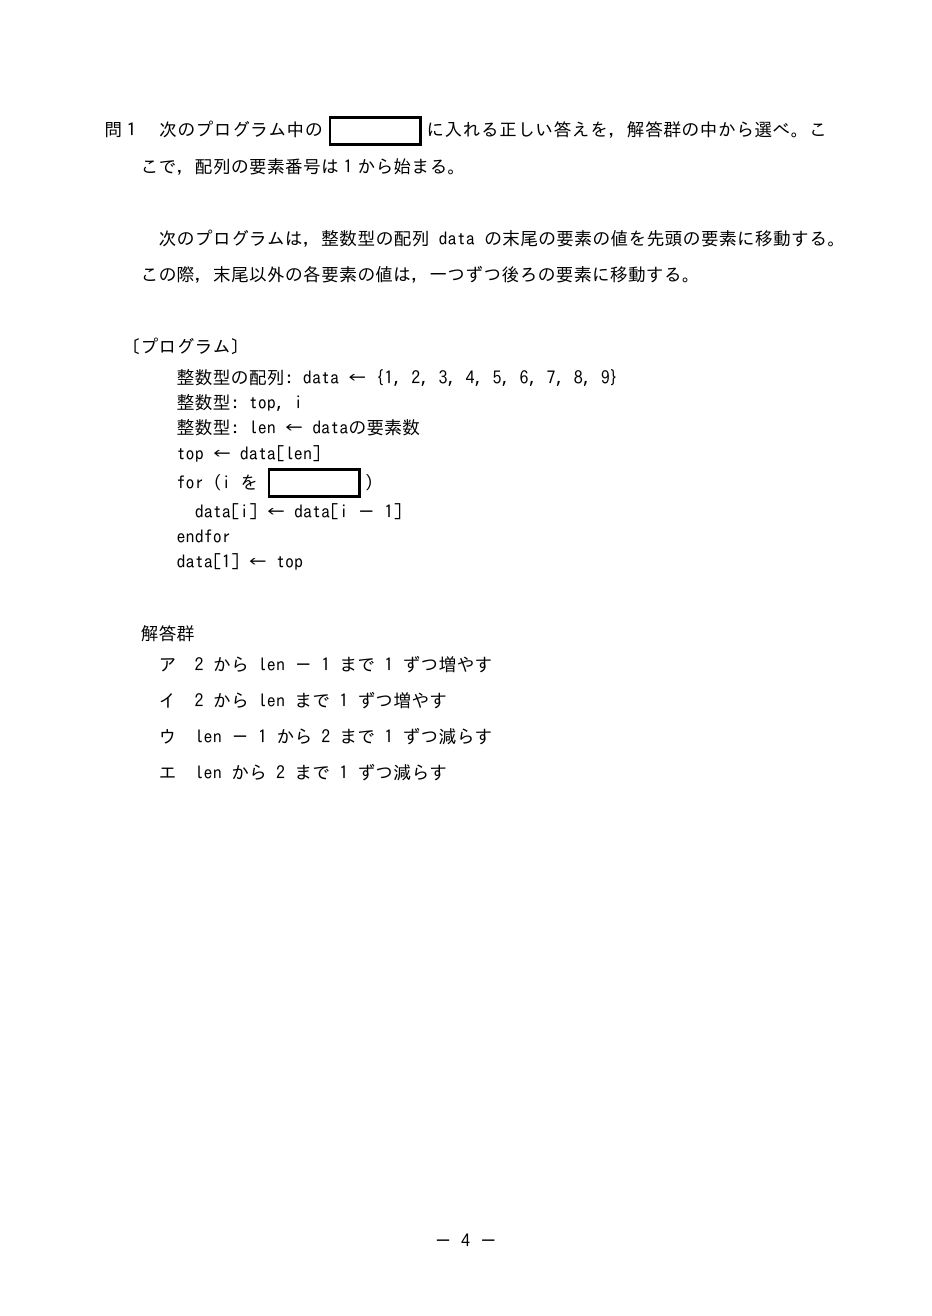 問1 次のプログラム中の に入れる正しい答えを，解答群の中から選べ。こ
こで，配列の要素番号は1から始まる。
次のプログラムは，整数型の配列 data の末尾の要素の値を先頭の要素に移動する。
この際，末尾以外の各要素の値は，一つずつ後ろの要素に移動する。
〔プログラム〕
整数型の配列: data ← {1, 2, 3, 4, 5, 6, 7, 8, 9}
整数型: top, i
整数型: len ← dataの要素数
top ← data[len]
for (i を )
data[i] ← data[i － 1]
endfor
data[1] ← top
解答群
ア 2 から len － 1 まで 1 ずつ増やす
イ 2 から len まで 1 ずつ増やす
ウ len － 1 から 2 まで 1 ずつ減らす
エ len から 2 まで 1 ずつ減らす
－ 4 －